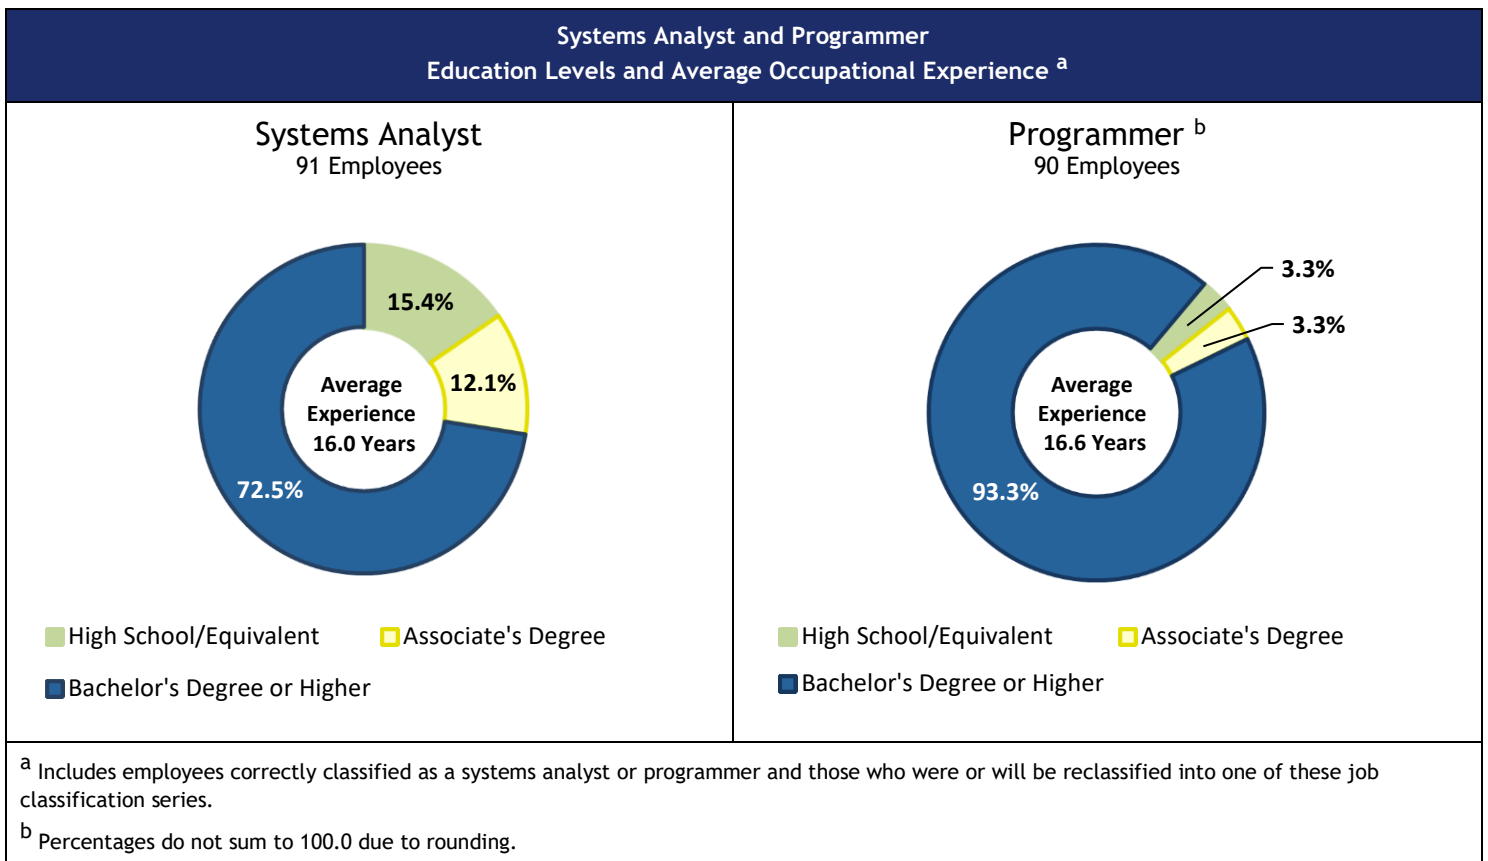 Systems Analyst and Programmer
Education Levels and Average Occupational Experience a
Systems Analyst
91 Employees
15.4%
12.1%
72.5%
Average
Experience
16.0 Years
High School/Equivalent
Associate's Degree
Bachelor's Degree or Higher
Programmer b
90 Employees
3.3%
3.3%
93.3%
Average
Experience
16.6 Years
High School/Equivalent
Associate's Degree
Bachelor's Degree or Higher
a Includes employees correctly classified as a systems analyst or programmer and those who were or will be reclassified into one of these job
classification series.
b Percentages do not sum to 100.0 due to rounding.